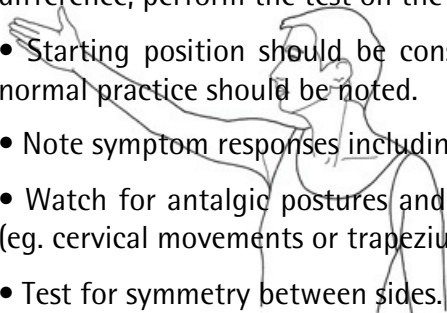 difference, perform the test on the
• Starting position should be cons
normal practice should be noted.
• Note symptom responses includin
• Watch for antalgic postures and
(eg. cervical movements or trapeziu
• Test for symmetry between sides.